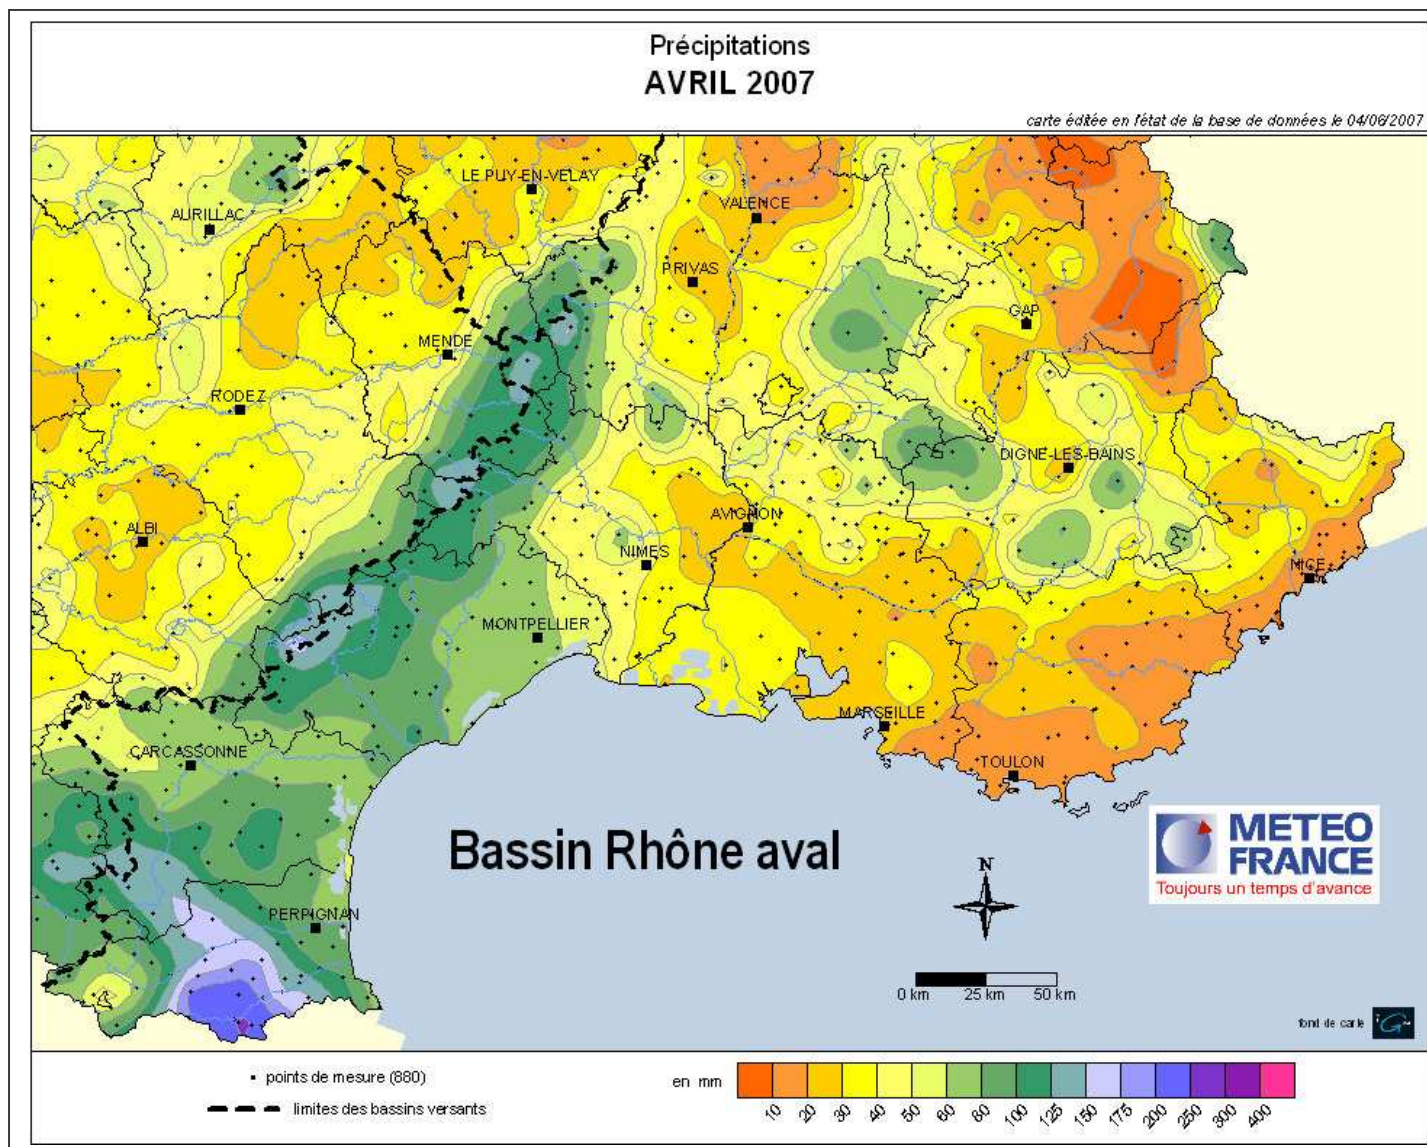 Précipitations
AVRIL 2007
carte éditée en l'état de la base de données le 04/06/2007
LE PUY-EN-VELAY
AURILLAC
VALENCE
PRIVAS
GAP
MENDE
RODEZ
DIGNE-LES-BAINS
AVIGNON
ALBI
NIMES
NICE
MONTPELLIER
MARSEILLE
CARCASSONNE
TOULON
Bassin Rhône aval
METEO
FRANCE
Toujours un temps d'avance
N
PERPIGNAN
0 km 25 km 50 km
fond de carte
points de mesure (880)
en mm
limites des bassins versants
10 20 30 40 50 60 80 100 125 150 175 200 250 300 400